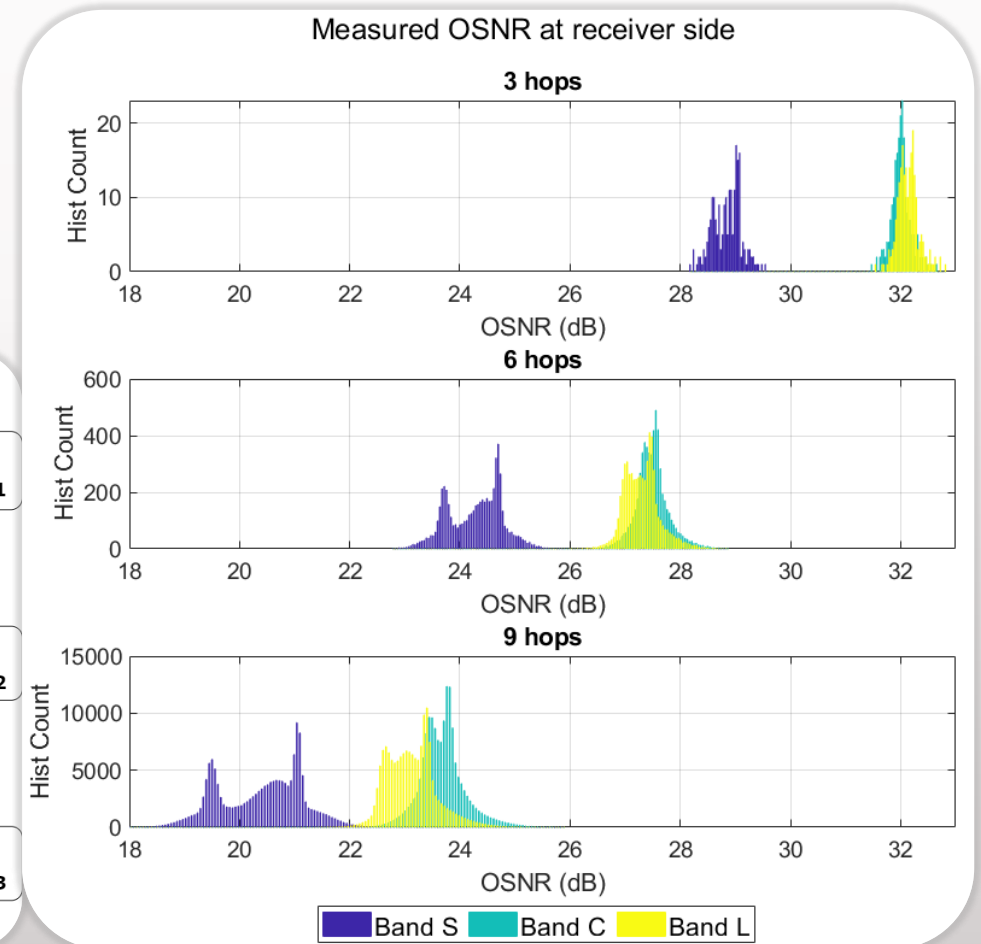 Measured OSNR at receiver side
3 hops
Hist Count
20
10
0
18 20 22 24 26 28 30 32
OSNR (dB)
6 hops
Hist Count
600
400
200
0
18 20 22 24 26 28 30 32
OSNR (dB)
9 hops
Hist Count
15000
10000
5000
0
18 20 22 24 26 28 30 32
OSNR (dB)
Band S Band C Band L
1
2
3